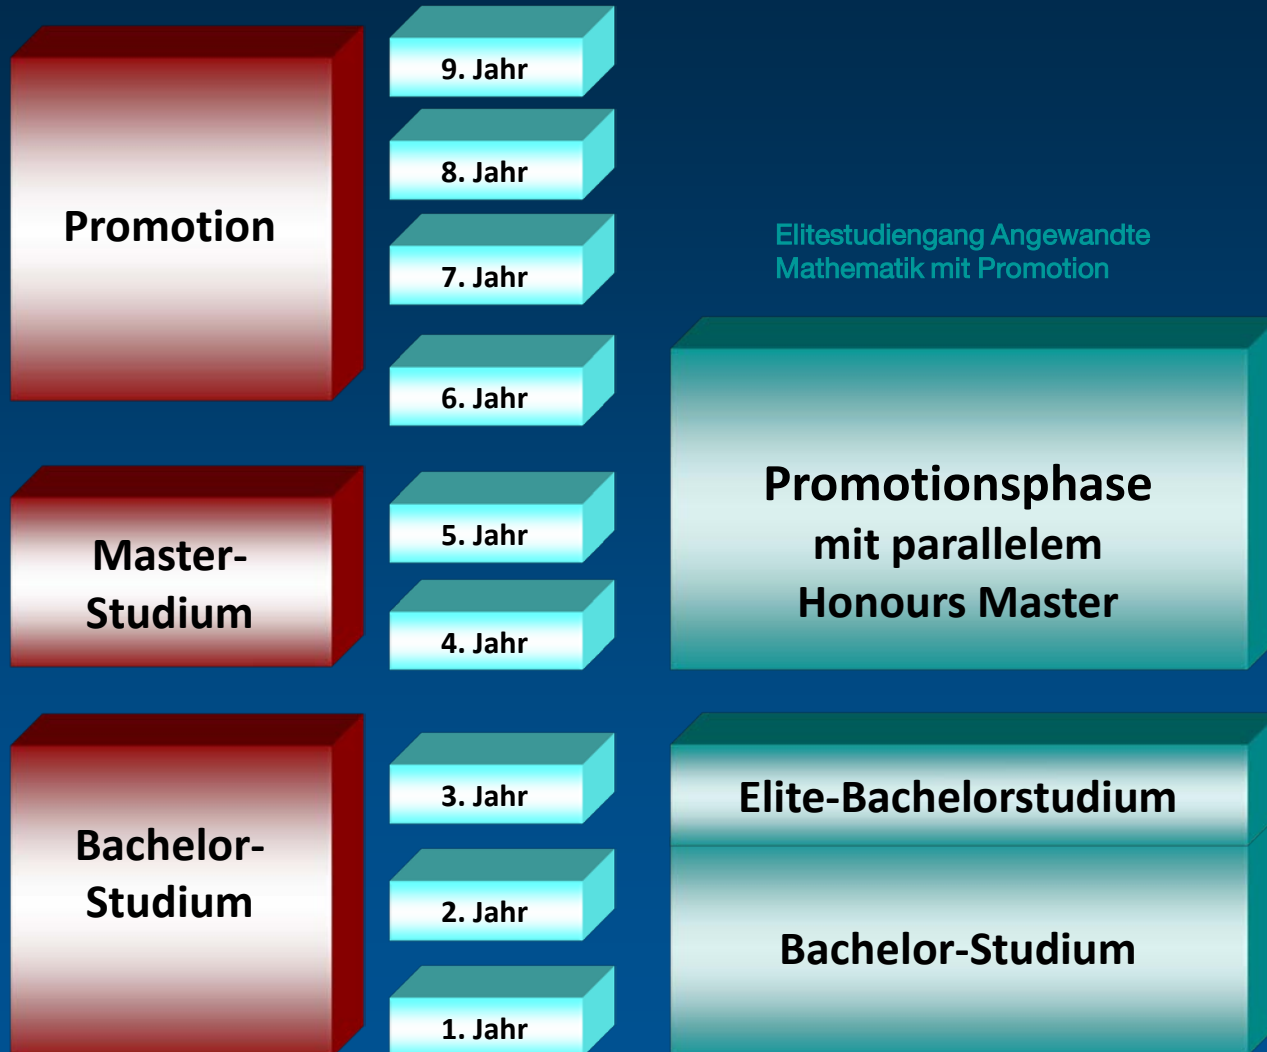 Promotion
Master-
Studium
Bachelor-
Studium
9. Jahr
8. Jahr
7. Jahr
6. Jahr
5. Jahr
4. Jahr
3. Jahr
2. Jahr
1. Jahr
Elitestudiengang Angewandte
Mathematik mit Promotion
Promotionsphase
mit parallelem
Honours Master
Elite-Bachelorstudium
Bachelor-Studium